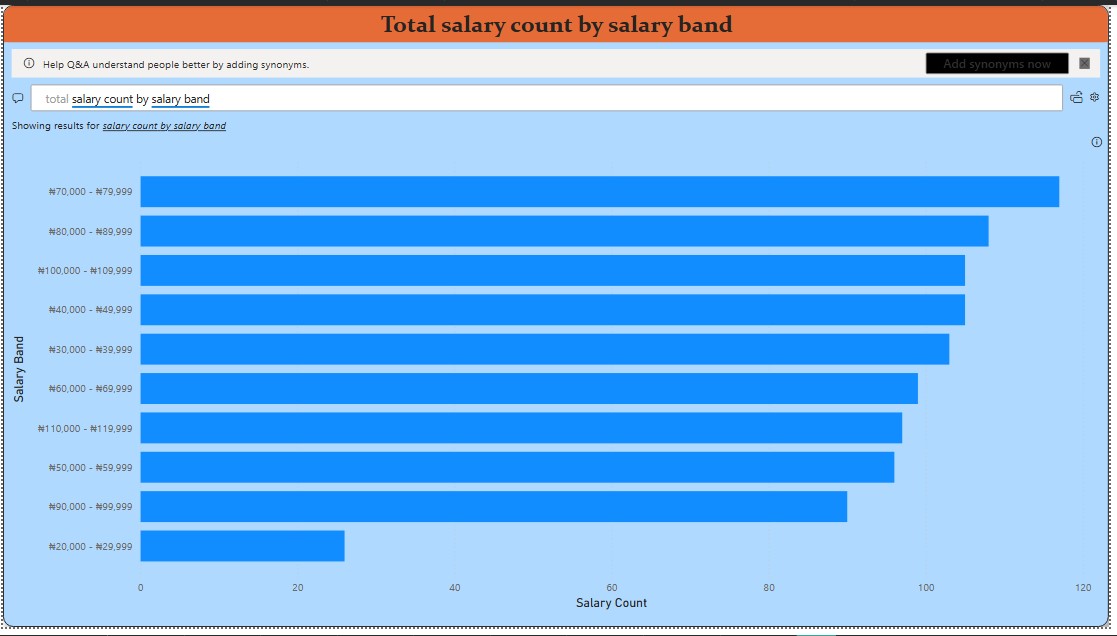 Total salary count by salary band
Help Q&A understand people better by adding synonyms.
Add synonyms now
total salary count by salary band
Showing results for salary count by salary band
Salary Band
₦70,000 - ₦79,999
₦80,000 - ₦89,999
₦100,000 - ₦109,999
₦40,000 - ₦49,999
₦30,000 - ₦39,999
₦60,000 - ₦69,999
₦110,000 - ₦119,999
₦50,000 - ₦59,999
₦90,000 - ₦99,999
₦20,000 - ₦29,999
0 20 40 60 80 100 120
Salary Count